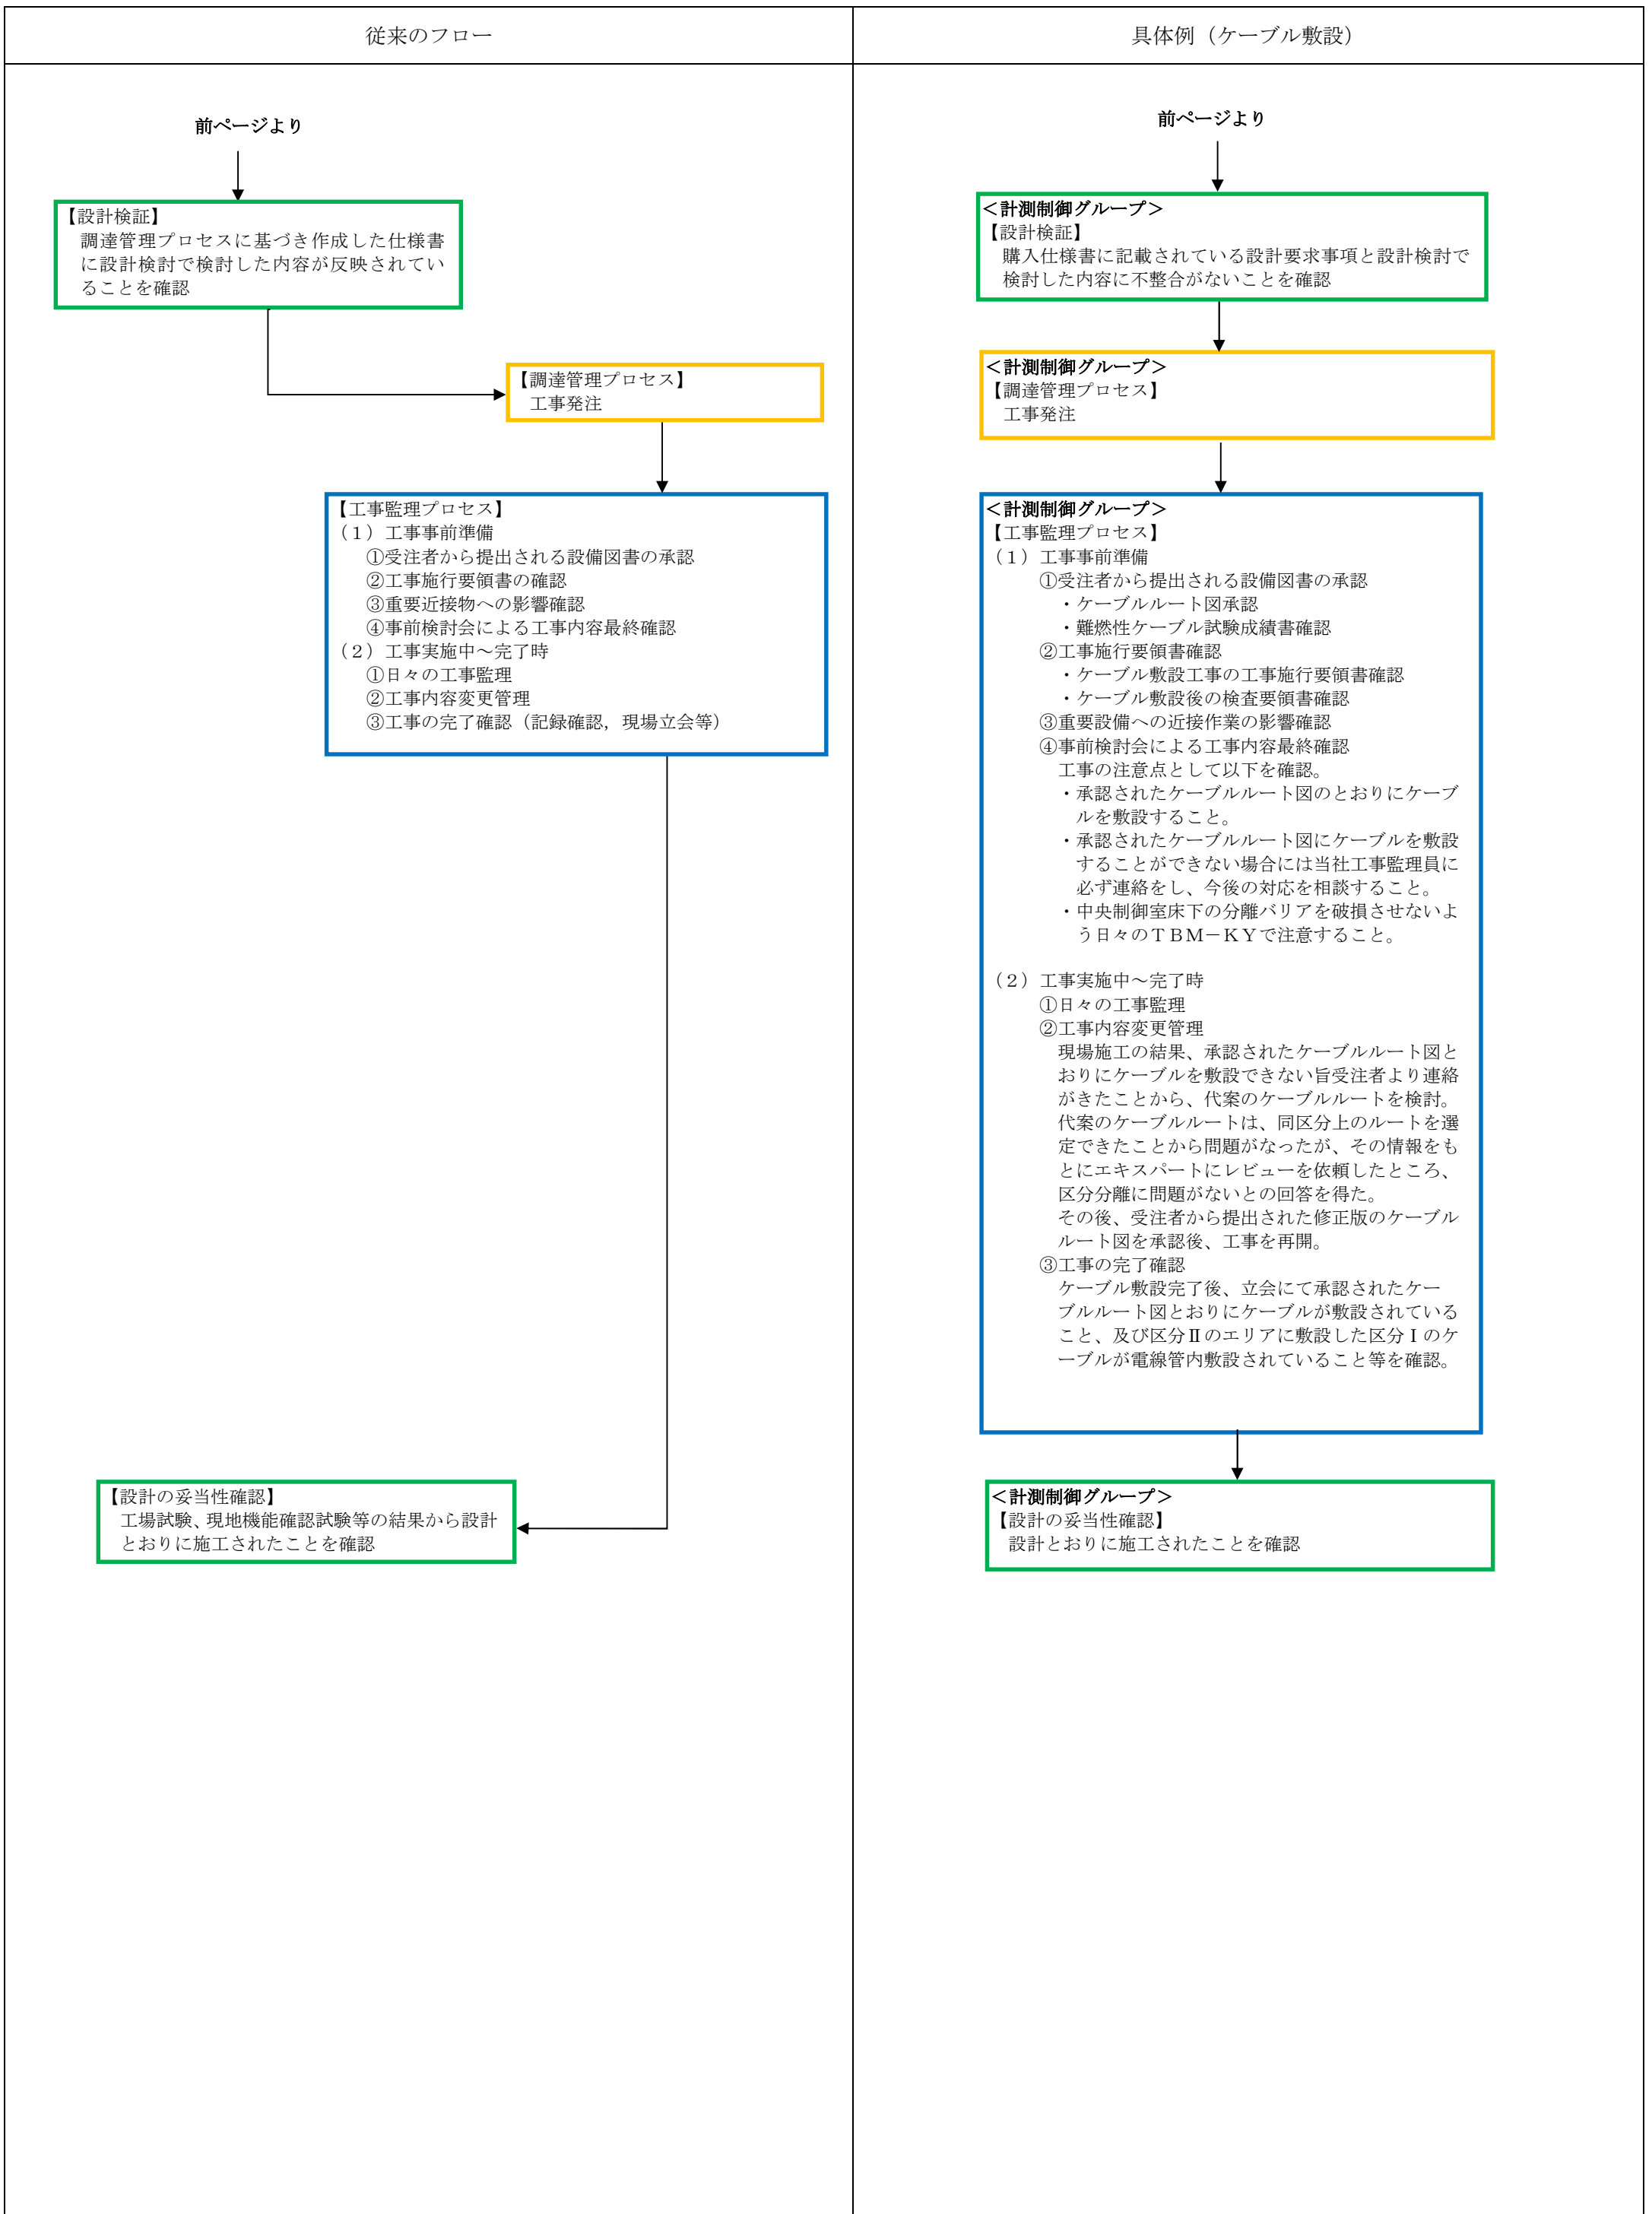 従来のフロー
具体例（ケーブル敷設）
前ページより
【設計検証】
調達管理プロセスに基づき作成した仕様書
に設計検討で検討した内容が反映されてい
ることを確認
【調達管理プロセス】
工事発注
【工事監理プロセス】
（１）工事事前準備
①受注者から提出される設備図書の承認
②工事施行要領書の確認
③重要近接物への影響確認
④事前検討会による工事内容最終確認
（２）工事実施中～完了時
①日々の工事監理
②工事内容変更管理
③工事の完了確認（記録確認，現場立会等）
【設計の妥当性確認】
工場試験、現地機能確認試験等の結果から設計
とおりに施工されたことを確認
前ページより
＜計測制御グループ＞
【設計検証】
購入仕様書に記載されている設計要求事項と設計検討で
検討した内容に不整合がないことを確認
＜計測制御グループ＞
【調達管理プロセス】
工事発注
＜計測制御グループ＞
【工事監理プロセス】
（１）工事事前準備
①受注者から提出される設備図書の承認
・ケーブルルート図承認
・難燃性ケーブル試験成績書確認
②工事施行要領書確認
・ケーブル敷設工事の工事施行要領書確認
・ケーブル敷設後の検査要領書確認
③重要設備への近接作業の影響確認
④事前検討会による工事内容最終確認
工事の注意点として以下を確認。
・承認されたケーブルルート図のとおりにケーブ
ルを敷設すること。
・承認されたケーブルルート図にケーブルを敷設
することができない場合には当社工事監理員に
必ず連絡をし、今後の対応を相談すること。
・中央制御室床下の分離バリアを破損させないよ
う日々のＴＢＭ－ＫＹで注意すること。
（２）工事実施中～完了時
①日々の工事監理
②工事内容変更管理
現場施工の結果、承認されたケーブルルート図と
おりにケーブルを敷設できない旨受注者より連絡
がきたことから、代案のケーブルルートを検討。
代案のケーブルルートは、同区分上のルートを選
定できたことから問題がなったが、その情報をも
とにエキスパートにレビューを依頼したところ、
区分分離に問題がないとの回答を得た。
その後、受注者から提出された修正版のケーブル
ルート図を承認後、工事を再開。
③工事の完了確認
ケーブル敷設完了後、立会にて承認されたケー
ブルルート図とおりにケーブルが敷設されている
こと、及び区分Ⅱのエリアに敷設した区分Ⅰのケ
ーブルが電線管内敷設されていること等を確認。
＜計測制御グループ＞
【設計の妥当性確認】
設計とおりに施工されたことを確認